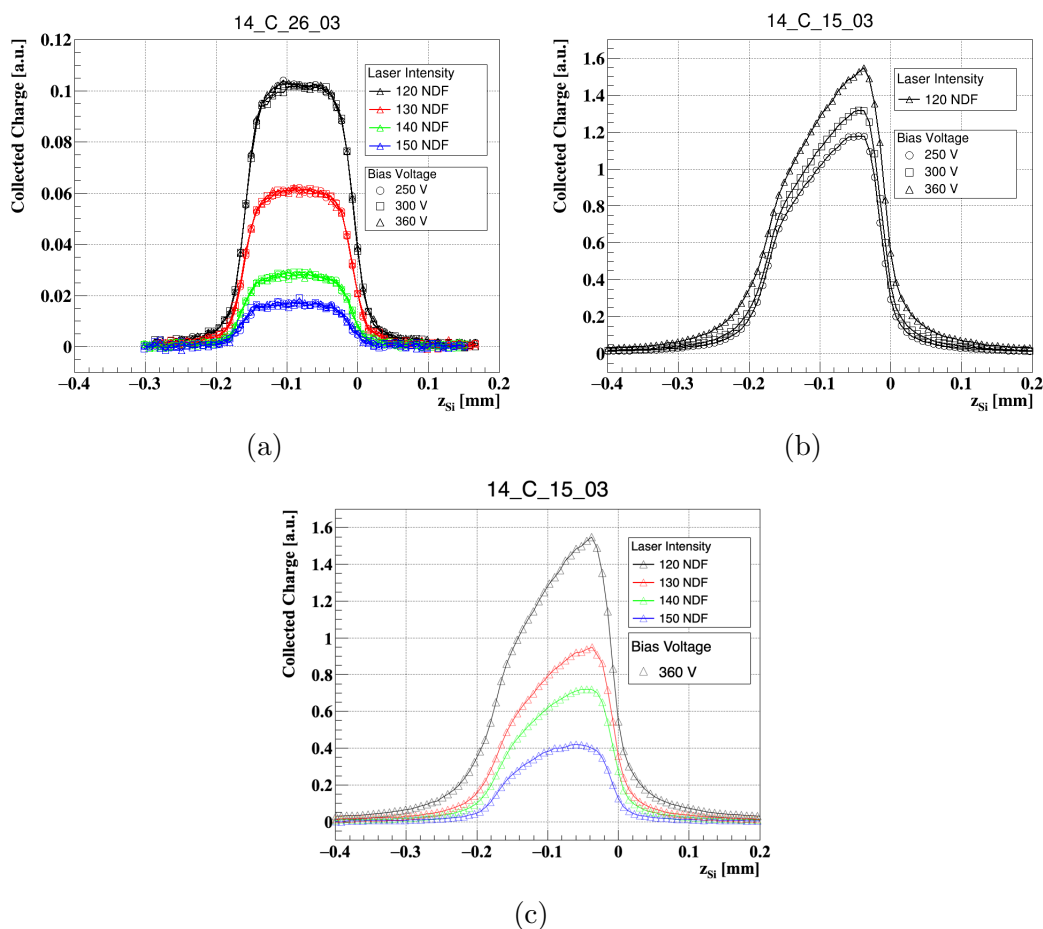 14_C_26_03
Collected Charge [a.u.]
0.12
0.1
0.08
0.06
0.04
0.02
0
−0.4
−0.3
−0.2
−0.1
0
0.1
0.2
z_Si [mm]
Laser Intensity
120 NDF
130 NDF
140 NDF
150 NDF
Bias Voltage
250 V
300 V
360 V
(a)
14_C_15_03
Colleceted Charge [a.u.]
1.6
1.4
1.2
1
0.8
0.6
0.4
0.2
0
−0.4
−0.3
−0.2
−0.1
0
0.1
0.2
z_Si [mm]
Laser Intensity
120 NDF
Bias Voltage
250 V
300 V
360 V
(b)
14_C_15_03
Collected Charge [a.u.]
1.6
1.4
1.2
1
0.8
0.6
0.4
0.2
0
−0.4
−0.3
−0.2
−0.1
0
0.1
0.2
z_Si [mm]
Laser Intensity
120 NDF
130 NDF
140 NDF
150 NDF
Bias Voltage
360 V
(c)